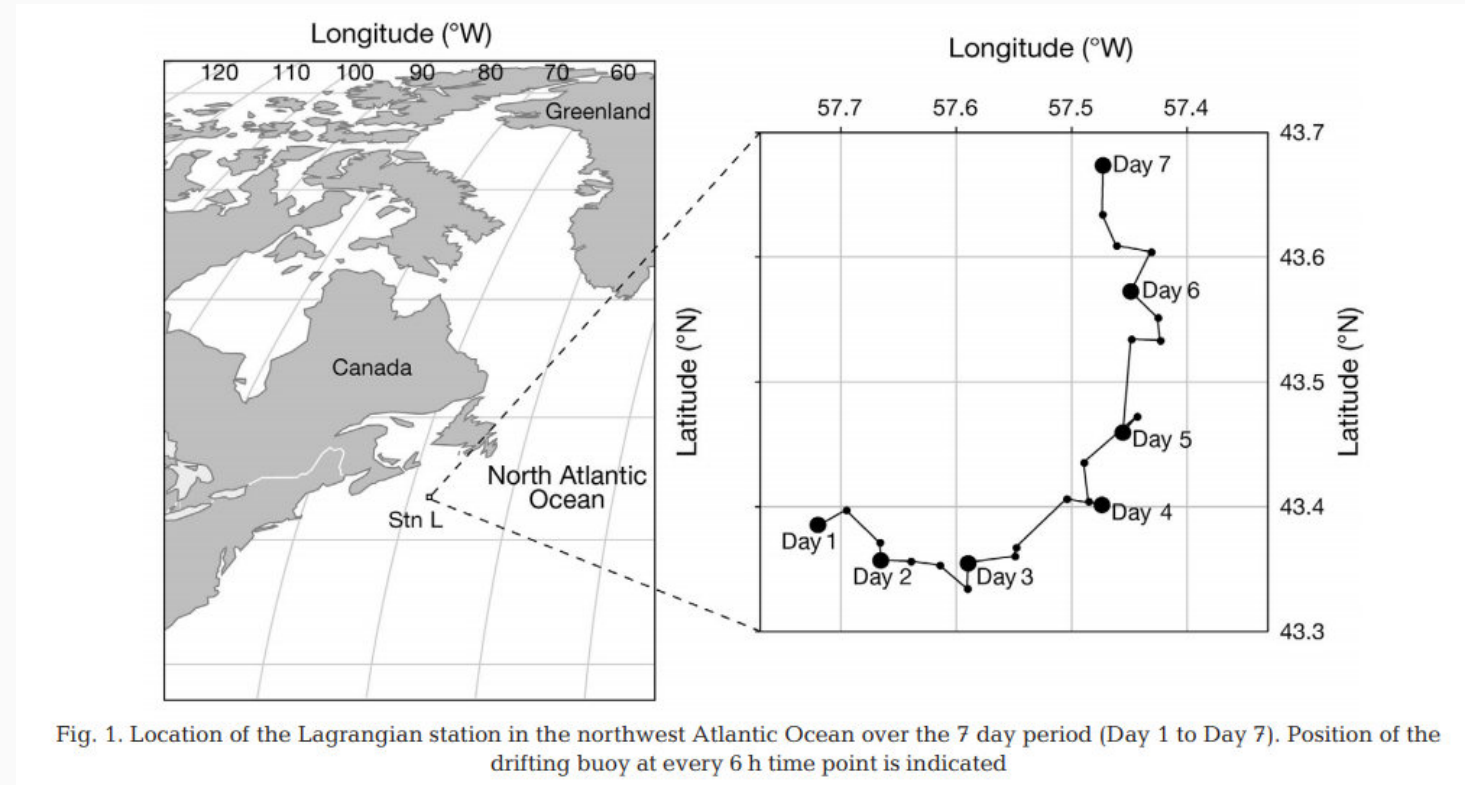 Longitude (°W)
120 110 100 90 80 70 60
Greenland
Canada
North Atlantic
Ocean
Stn L
Latitude (°N)
Longitude (°W)
57.7 57.6 57.5 57.4
43.7
Day 7
43.6
Day 6
43.5
Day 5
43.4
Day 4
Day 1
Day 2
Day 3
43.3
Latitude (°N)
Fig. 1. Location of the Lagrangian station in the northwest Atlantic Ocean over the 7 day period (Day 1 to Day 7). Position of the
drifting buoy at every 6 h time point is indicated